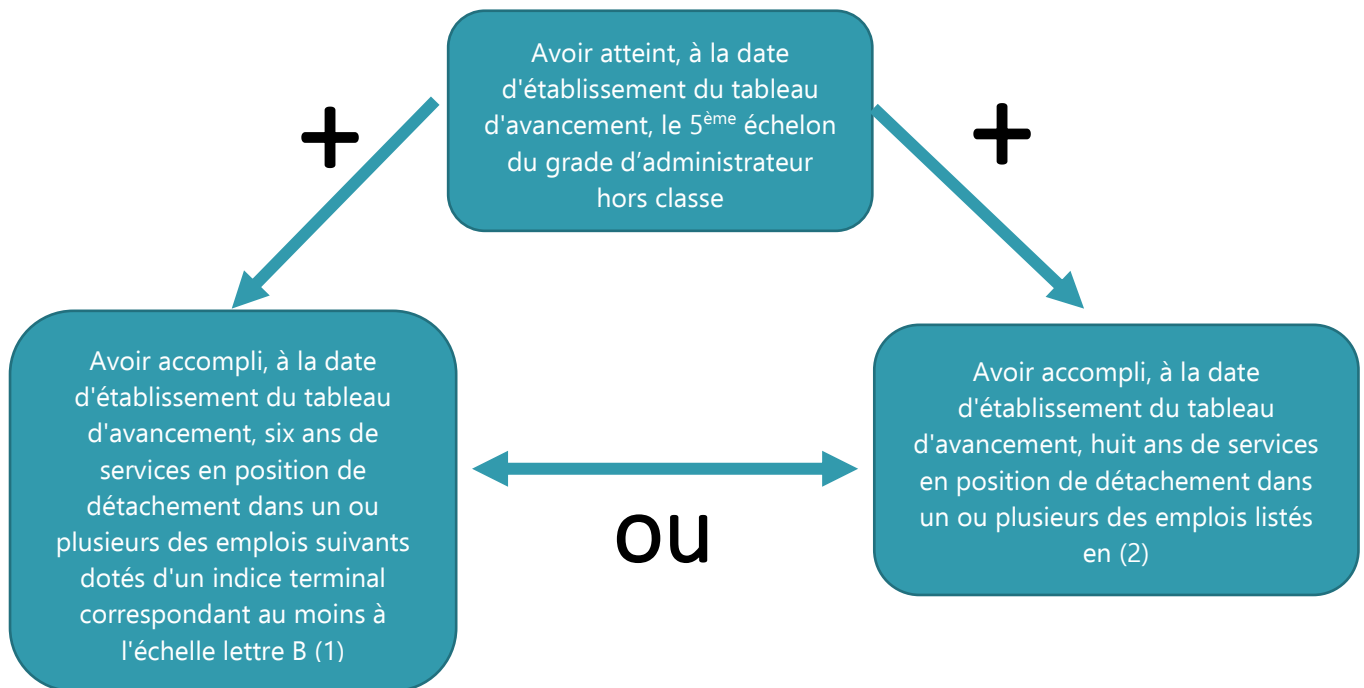 Avoir atteint, à la date
d'établissement du tableau
d'avancement, le 5ème échelon
du grade d’administrateur
hors classe
+
+
Avoir accompli, à la date
d'établissement du tableau
d'avancement, six ans de
services en position de
détachement dans un ou
plusieurs des emplois suivants
dotés d'un indice terminal
correspondant au moins à
l'échelle lettre B (1)
ou
Avoir accompli, à la date
d'établissement du tableau
d'avancement, huit ans de services
en position de détachement dans
un ou plusieurs des emplois listés
en (2)